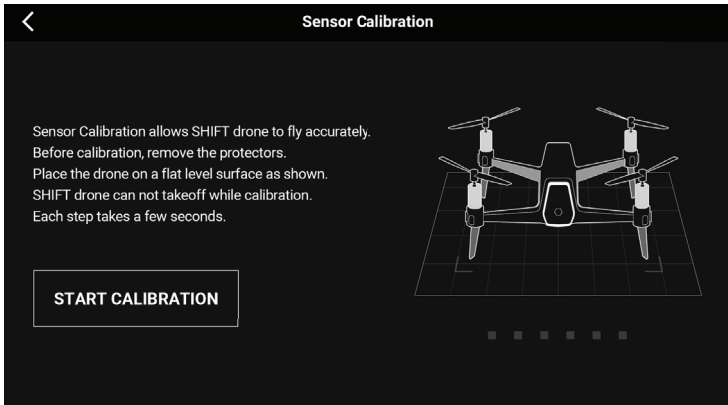 Sensor Calibration
Sensor Calibration allows SHIFT drone to fly accurately.
Before calibration, remove the protectors.
Place the drone on a flat level surface as shown.
SHIFT drone can not takeoff while calibration.
Each step takes a few seconds.
START CALIBRATION